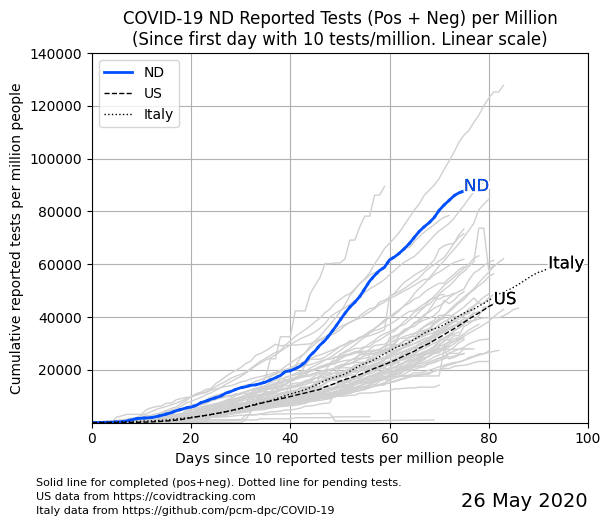 COVID-19 ND Reported Tests (Pos + Neg) per Million
(Since first day with 10 tests/million. Linear scale)
140000
120000
100000
80000
60000
40000
20000
Cumulative reported tests per million people
ND
US
Italy
ND
Italy
US
0 20 40 60 80 100
Days since 10 reported tests per million people
Solid line for completed (pos+neg). Dotted line for pending tests.
US data from https://covidtracking.com
Italy data from https://github.com/pcm-dpc/COVID-19
26 May 2020